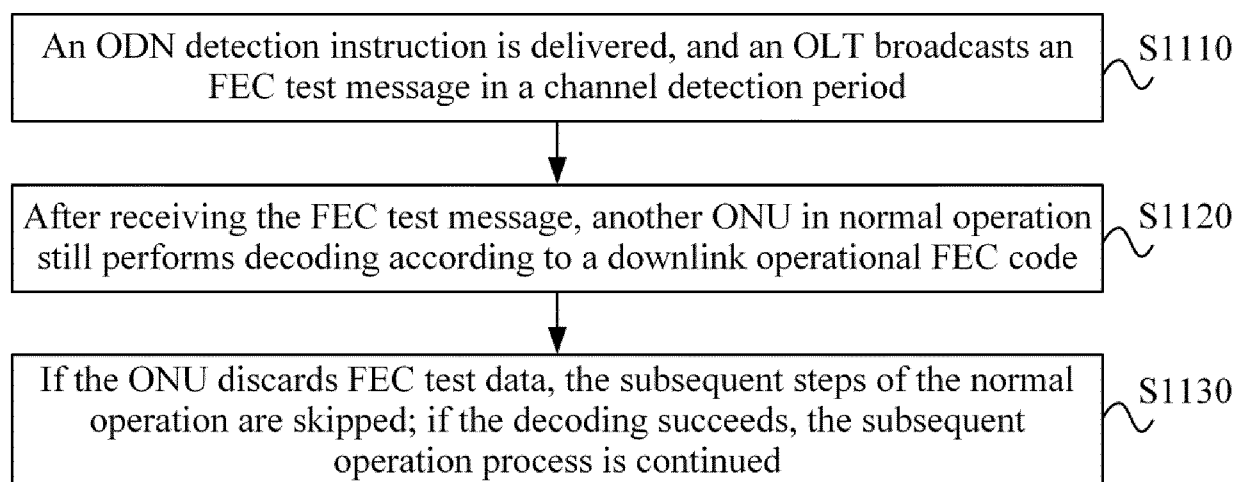 An ODN detection instruction is delivered, and an OLT broadcasts an
FEC test message in a channel detection period
S1110
After receiving the FEC test message, another ONU in normal operation
still performs decoding according to a downlink operational FEC code
S1120
If the ONU discards FEC test data, the subsequent steps of the normal
operation are skipped; if the decoding succeeds, the subsequent
operation process is continued
S1130